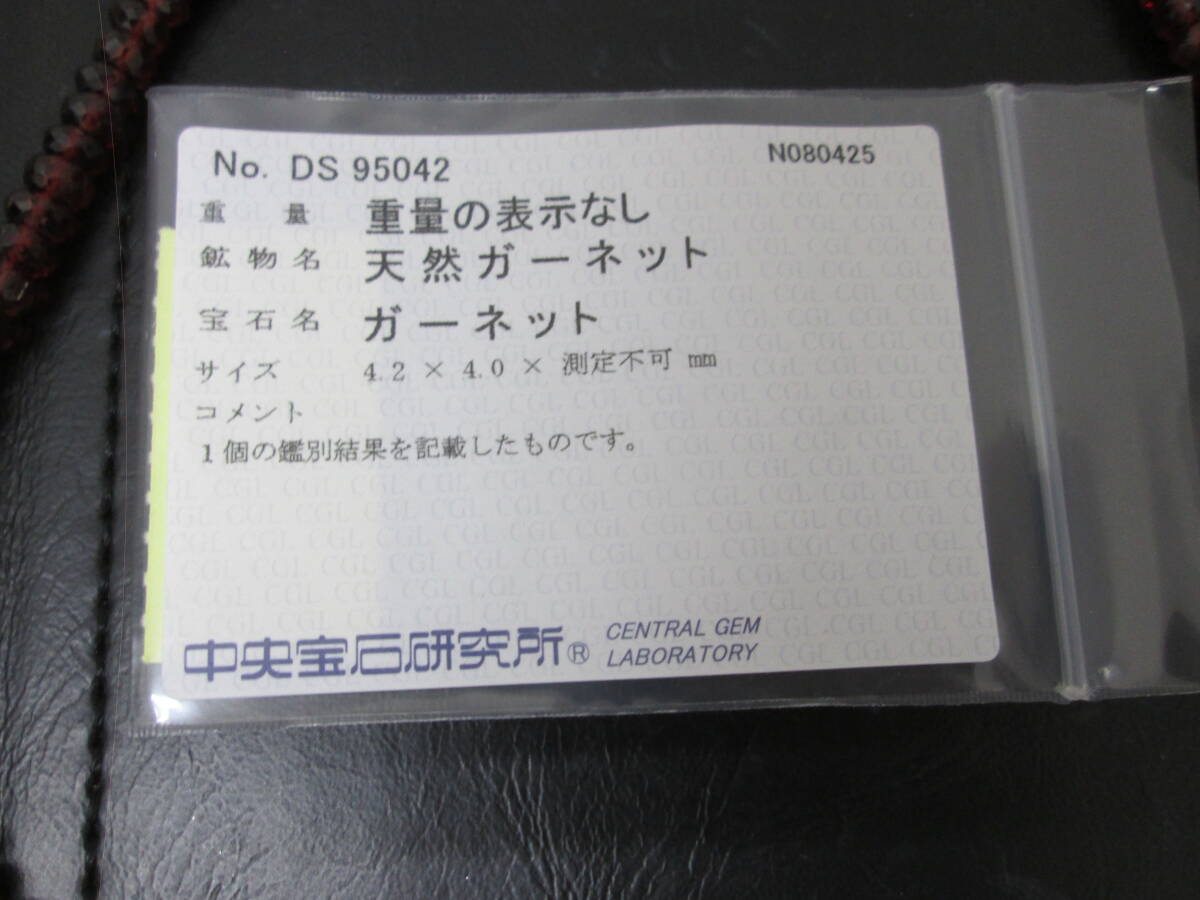 No. DS 95042 N080425
重 量 重量の表示なし
鉱物名 天然ガーネット
宝石名 ガーネット
サイズ 4.2 × 4.0 × 測定不可 mm
コメント
1個の鑑別結果を記載したものです。
中央宝石研究所® CENTRAL GEM
LABORATORY